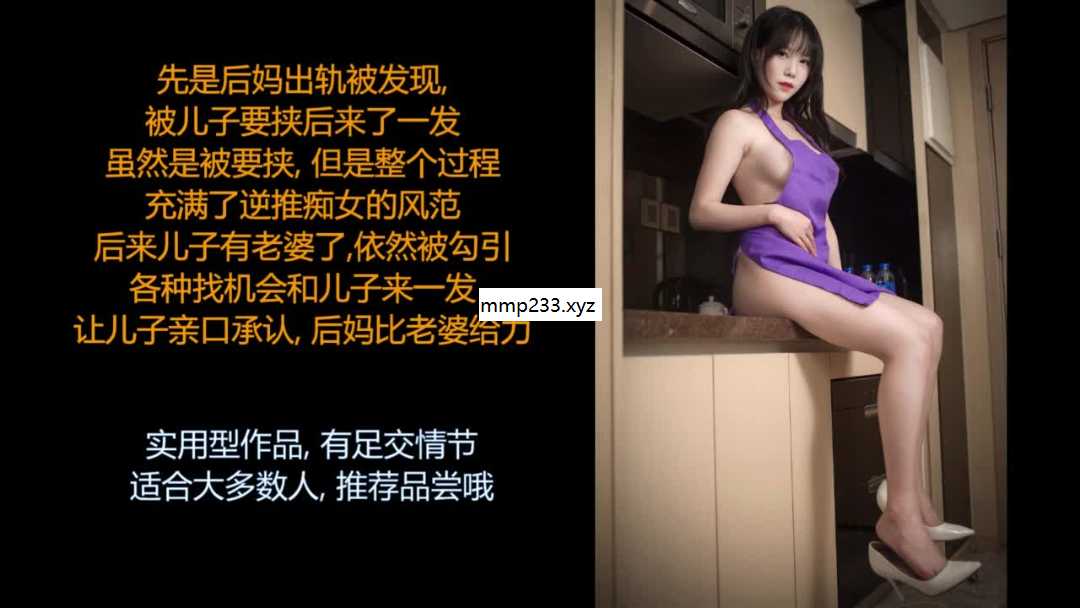 先是后妈出轨被发现,
被儿子要挟后来了一发
虽然是被要挟, 但是整个过程
充满了逆推痴女的风范
后来儿子有老婆了,依然被勾引
各种找机会和儿子来一发
mmp233.xyz
让儿子亲口承认, 后妈比老婆给力
实用型作品, 有足交情节
适合大多数人, 推荐品尝哦